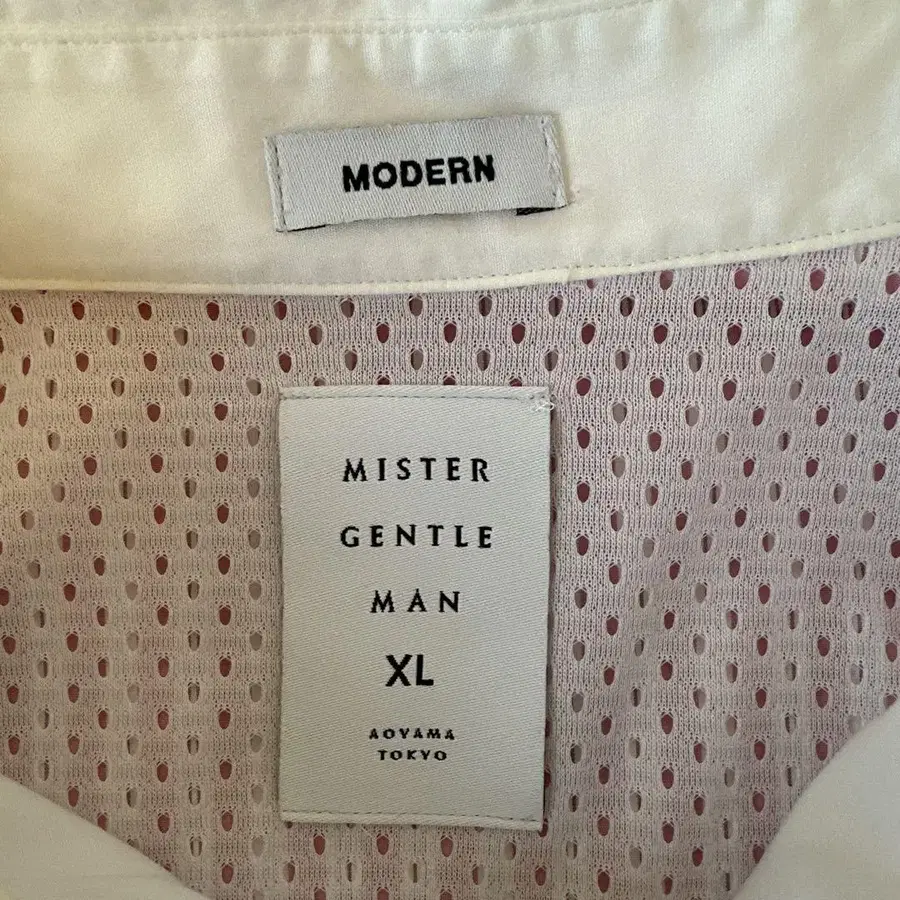 MODERN
MISTER
GENTLE
MAN
XL
AOYAMA
TOKYO